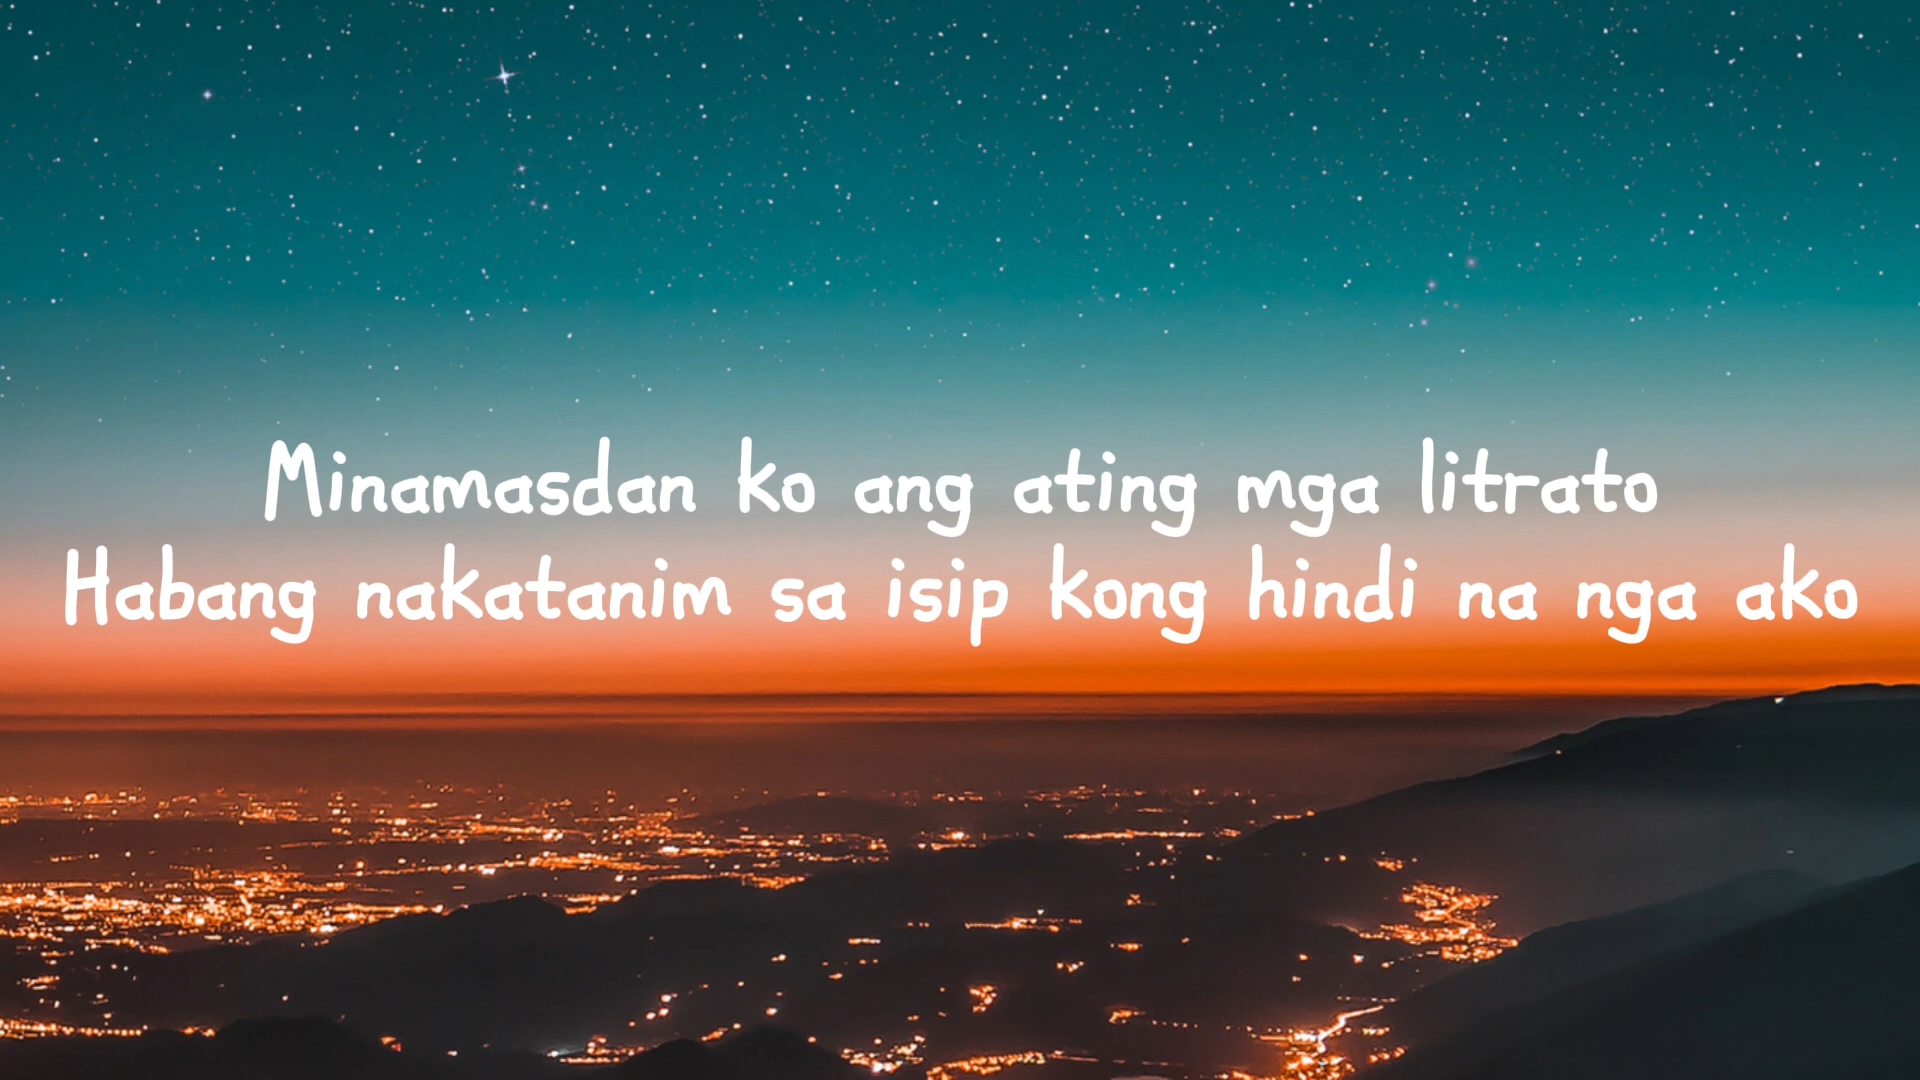 Minamasdan ko ang ating mga litrato
Habang nakatanim sa isip kong hindi na nga ako